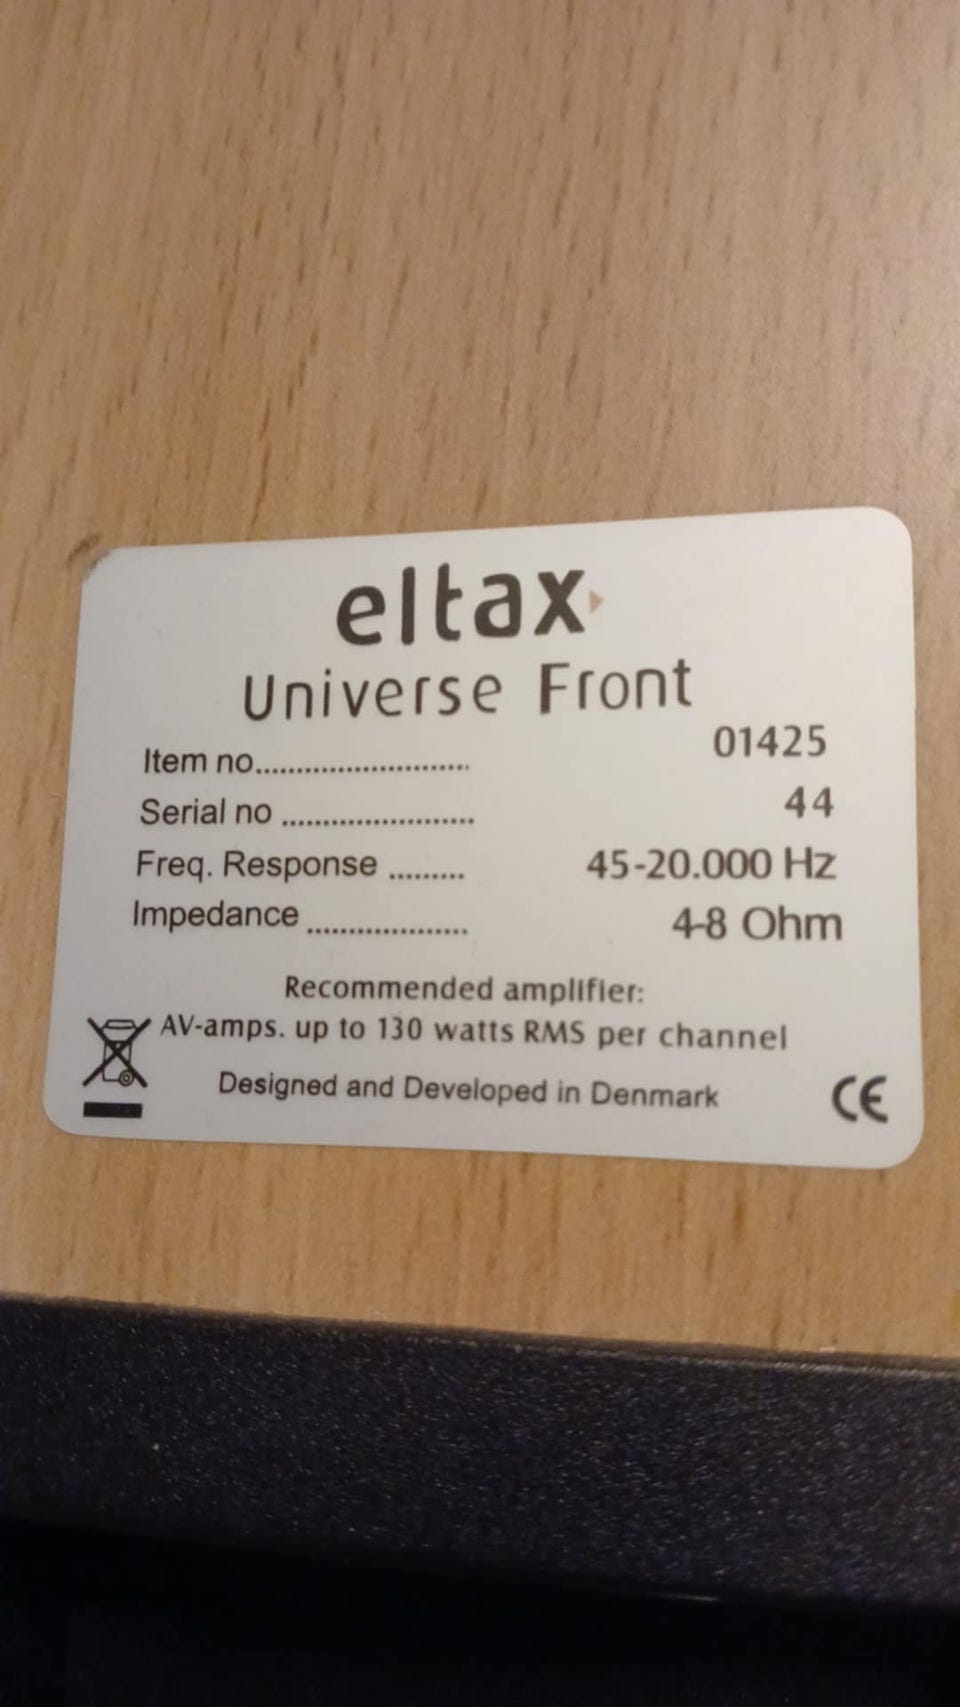 eltax
Universe Front
Item no.......................... 01425
Serial no ....................... 44
Freq. Response ......... 45-20.000 Hz
Impedance ................... 4-8 Ohm
Recommended amplifier:
AV-amps. up to 130 watts RMS per channel
Designed and Developed in Denmark
CE